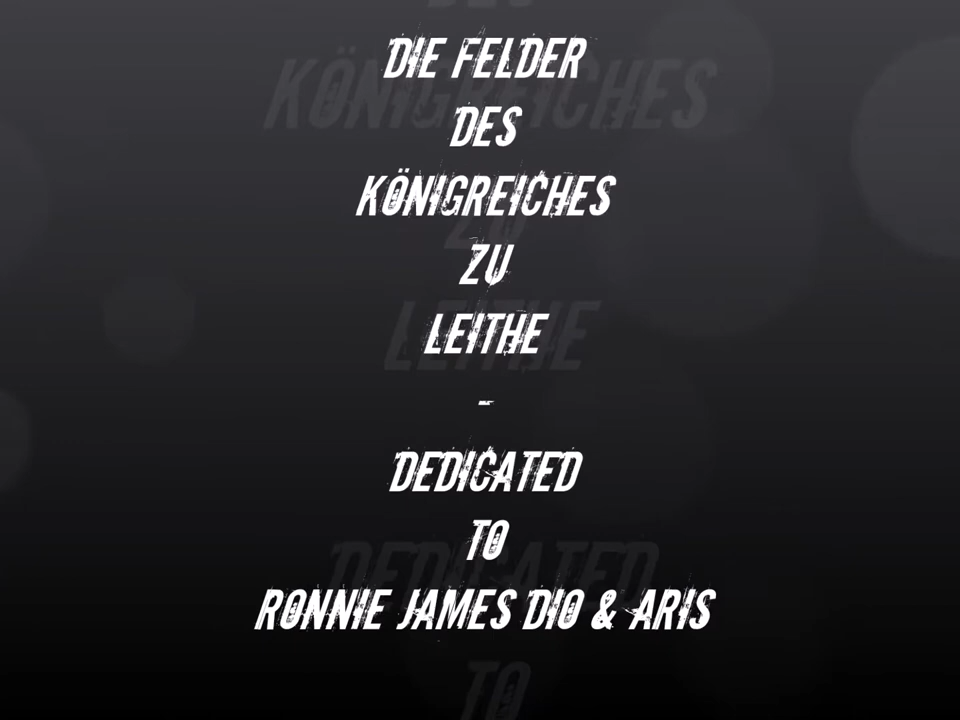 DIE FELDER
DES
KÖNIGREICHES
ZU
LEITHE
-
DEDICATED
TO
RONNIE JAMES DIO & ARIS